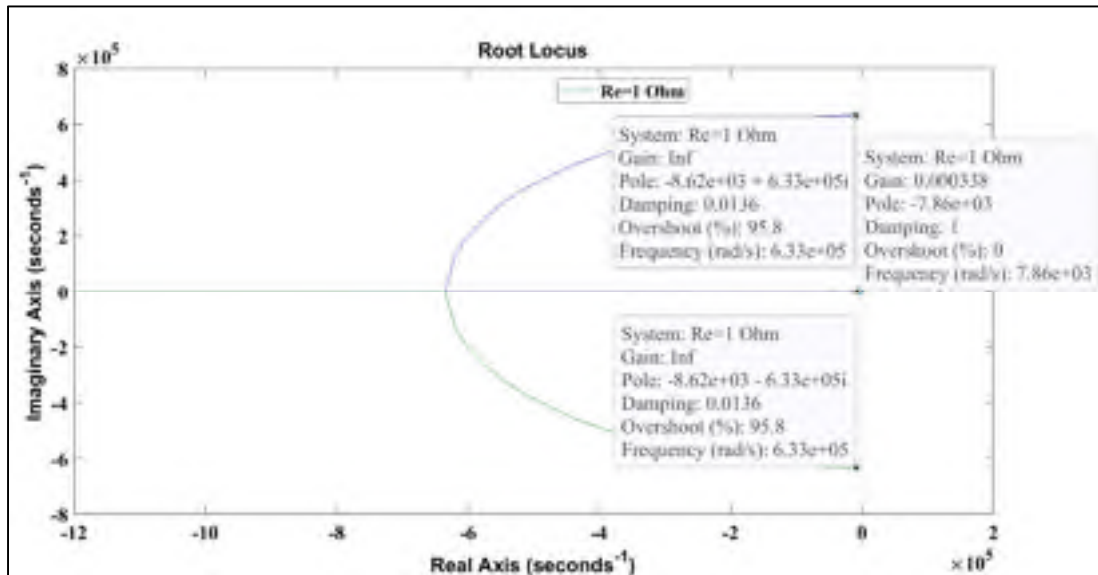 Root Locus
×10⁵
8
6
4
2
0
-2
-4
-6
-8
Imaginary Axis (seconds⁻¹)
Re=1 Ohm
System: Re=1 Ohm
Gain: Inf
Pole: -8.62e+03 + 6.33e+05i
Damping: 0.0136
Overshoot (%): 95.8
Frequency (rad/s): 6.33e+05
System: Re=1 Ohm
Gain: 0.000338
Pole: -7.86e+03
Damping: 1
Overshoot (%): 0
Frequency (rad/s): 7.86e+03
System: Re=1 Ohm
Gain: Inf
Pole: -8.62e+03 - 6.33e+05i
Damping: 0.0136
Overshoot (%): 95.8
Frequency (rad/s): 6.33e+05
-12 -10 -8 -6 -4 -2 0 2
Real Axis (seconds⁻¹)
×10⁵